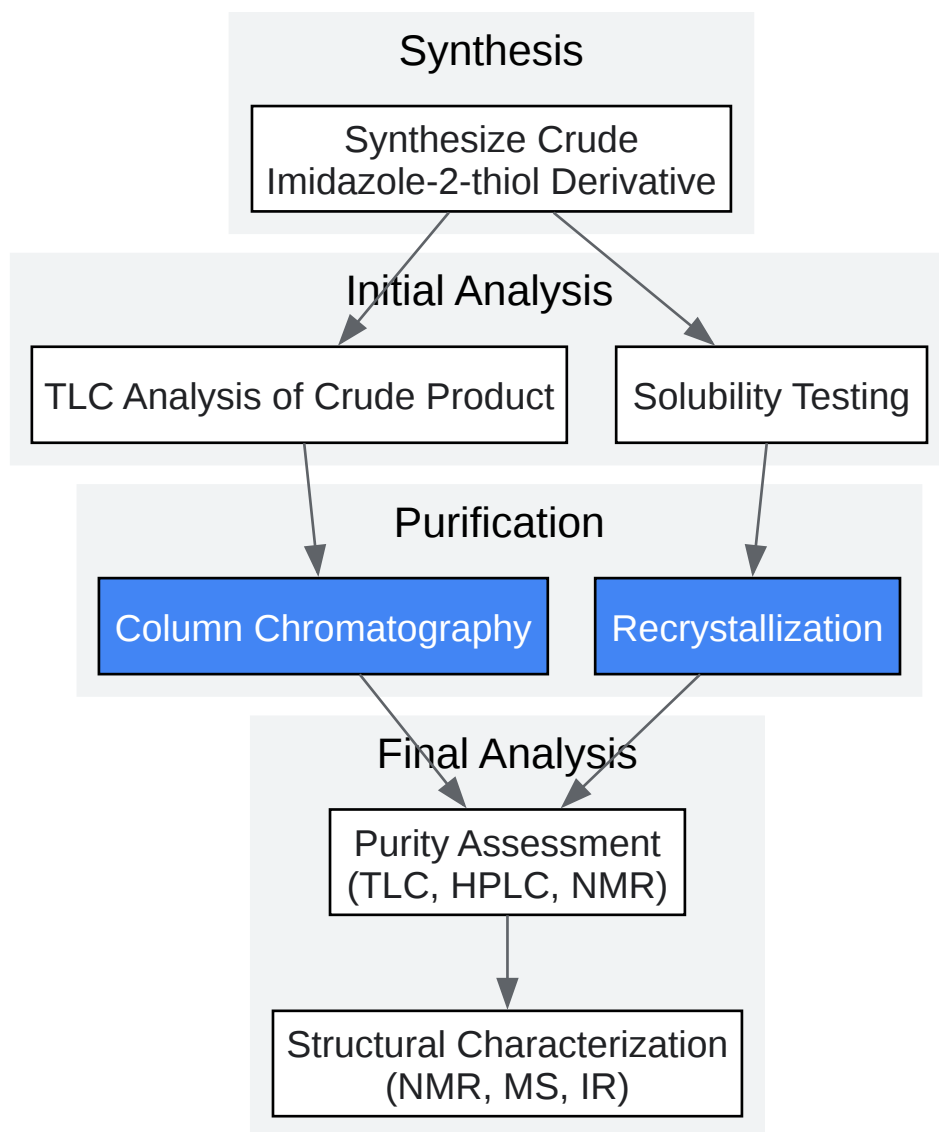 Synthesis
Synthesize Crude
Imidazole-2-thiol Derivative
Initial Analysis
TLC Analysis of Crude Product
Solubility Testing
Purification
Column Chromatography
Recrystallization
Final Analysis
Purity Assessment
(TLC, HPLC, NMR)
Structural Characterization
(NMR, MS, IR)